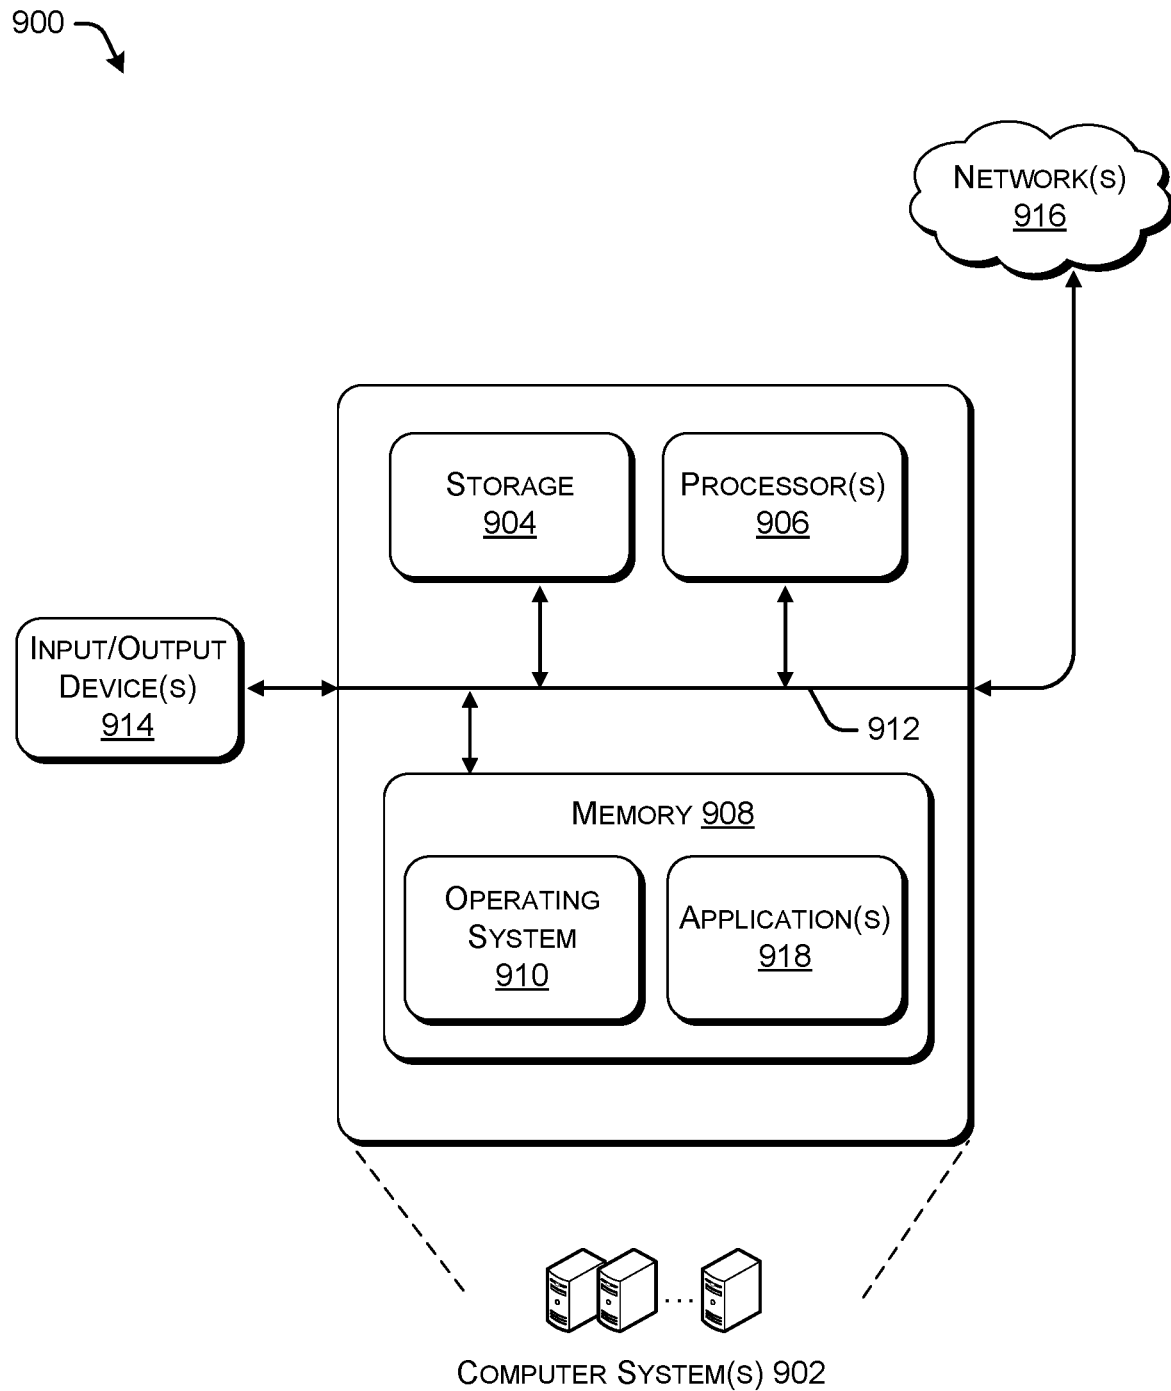 900
NETWORK(S)
916
STORAGE
904
PROCESSOR(S)
906
INPUT/OUTPUT
DEVICE(S)
914
912
MEMORY 908
OPERATING
SYSTEM
910
APPLICATION(S)
918
COMPUTER SYSTEM(S) 902